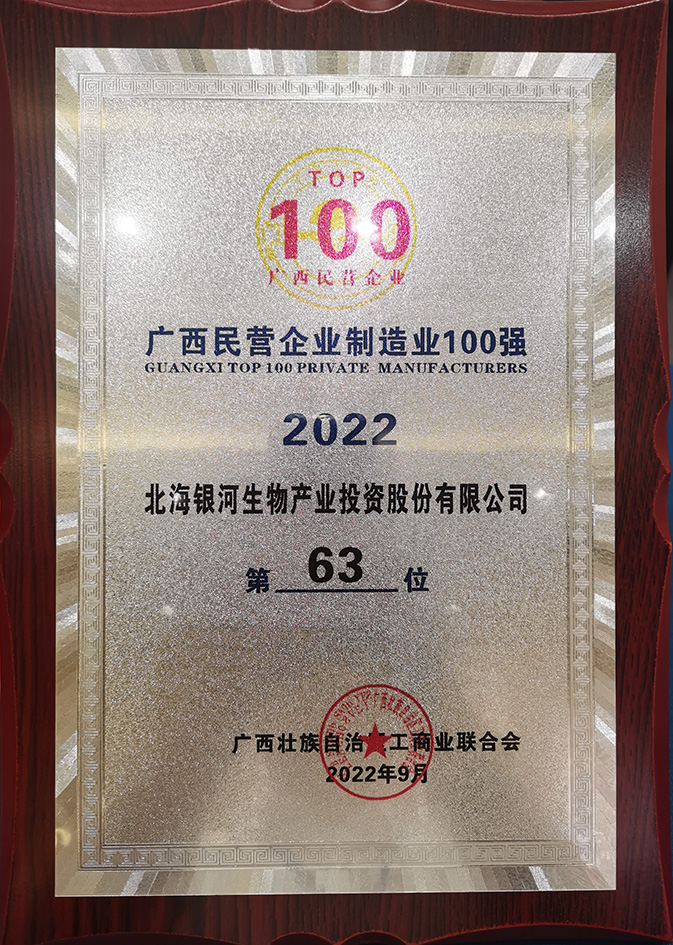 TOP
100
广西民营企业
广西民营企业制造业100强
GUANGXI TOP 100 PRIVATE MANUFACTURERS
2022
北海银河生物产业投资股份有限公司
第 63 位
广西壮族自治 工商业联合会
2022年9月